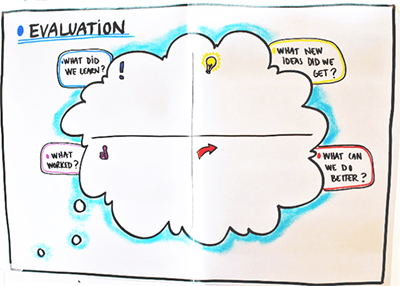 EVALUATION
WHAT DID
WE LEARN?
!
WHAT NEW
IDEAS DID WE
GET?
WHAT
WORKED?
WHAT CAN
WE DO
BETTER?